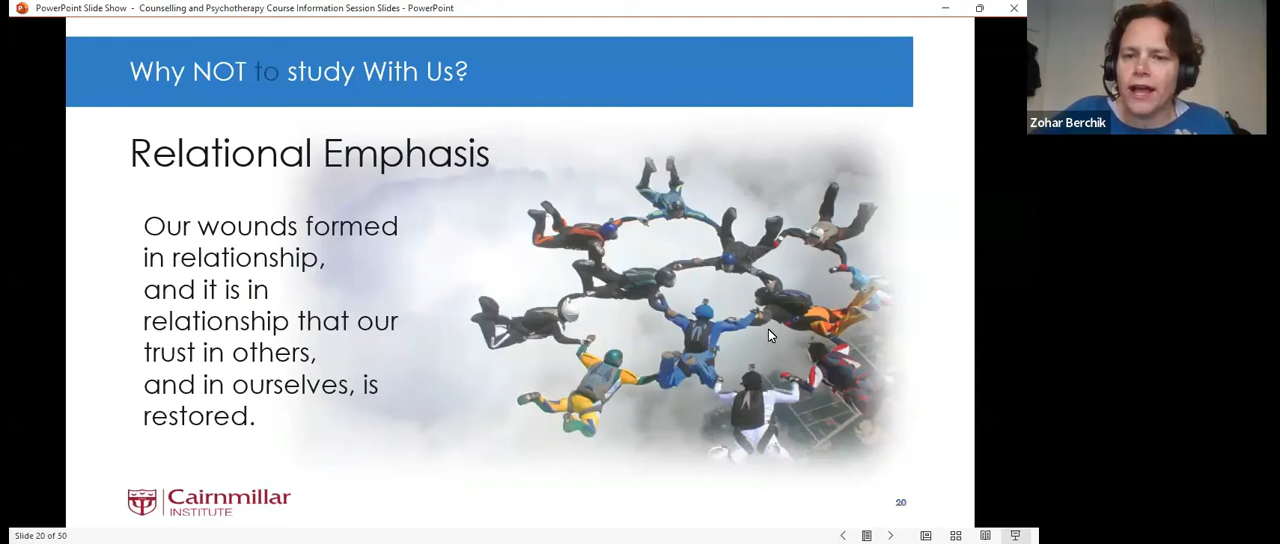 PowerPoint Slide Show - Counselling and Psychotherapy Course Information Session Slides - PowerPoint
Why NOT to study With Us?
Zohar Berchik
Relational Emphasis
Our wounds formed
in relationship,
and it is in
relationship that our
trust in others,
and in ourselves, is
restored.
Cairnmillar
INSTITUTE
20
Slide 20 of 50